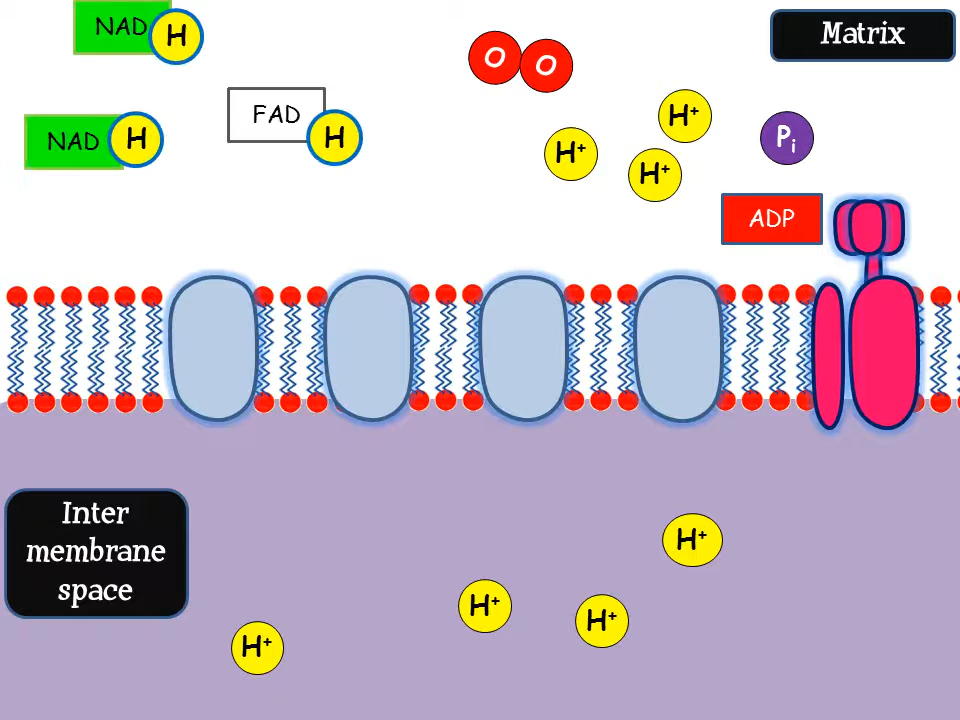 NAD H
Matrix
O O
FAD H
NAD H
H+
H+
H+
Pi
ADP
Inter
membrane
space
H+
H+
H+
H+